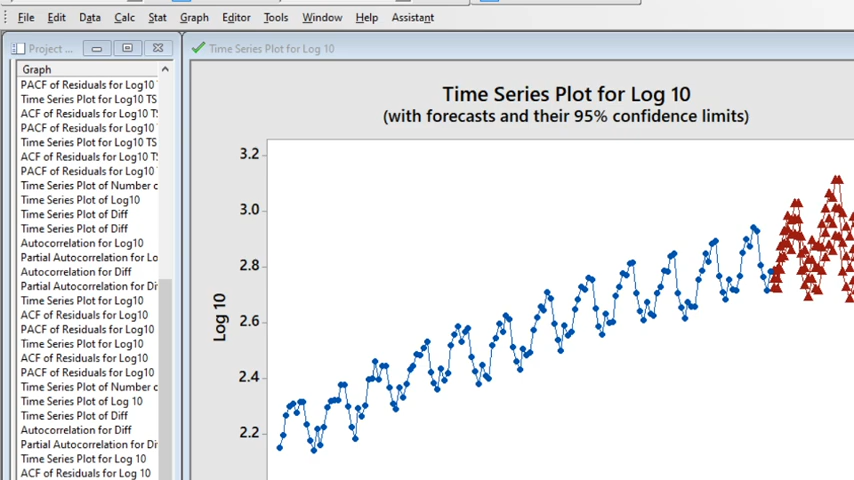 File Edit Data Calc Stat Graph Editor Tools Window Help Assistant
Project ...
Graph
PACF of Residuals for Log10
Time Series Plot for Log10 TS
ACF of Residuals for Log10 T
PACF of Residuals for Log10
Time Series Plot for Log10 TS
ACF of Residuals for Log10 T
PACF of Residuals for Log10
Time Series Plot of Number
Time Series Plot of Log10
Time Series Plot of Diff
Time Series Plot of Diff
Autocorrelation for Log10
Partial Autocorrelation for Lo
Autocorrelation for Diff
Partial Autocorrelation for Di
Time Series Plot for Log10
ACF of Residuals for Log10
PACF of Residuals for Log10
Time Series Plot for Log10
ACF of Residuals for Log10
PACF of Residuals for Log10
Time Series Plot of Number
Time Series Plot of Log 10
Time Series Plot of Diff
Autocorrelation for Diff
Partial Autocorrelation for Di
Time Series Plot for Log 10
ACF of Residuals for Log 10
Time Series Plot for Log 10
Time Series Plot for Log 10
(with forecasts and their 95% confidence limits)
3.2
3.0
2.8
2.6
2.4
2.2
Log 10